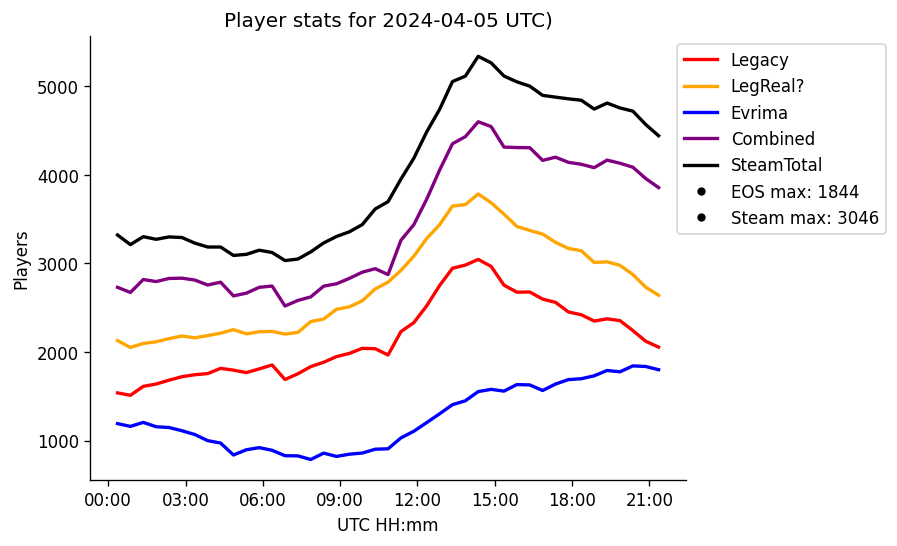 Player stats for 2024-04-05 UTC)
Legacy
LegReal?
Evrima
Combined
SteamTotal
EOS max: 1844
Steam max: 3046
Players
5000
4000
3000
2000
1000
00:00 03:00 06:00 09:00 12:00 15:00 18:00 21:00
UTC HH:mm